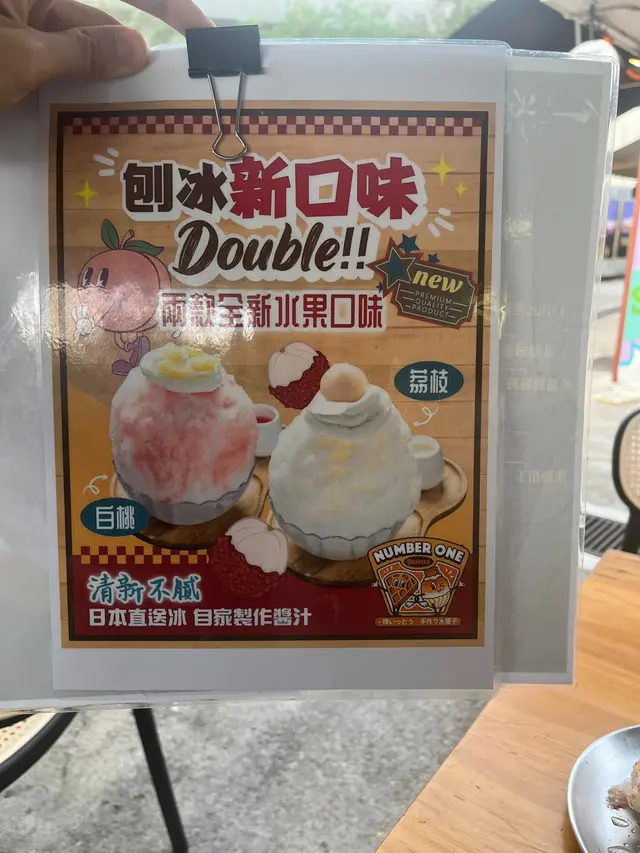 刨冰新口味
Double!!
new
PREMIUM
QUALITY
PRODUCT
兩款全新水果口味
荔枝
白桃
清新不膩
日本直送冰 自家製作醬汁
NUMBER ONE